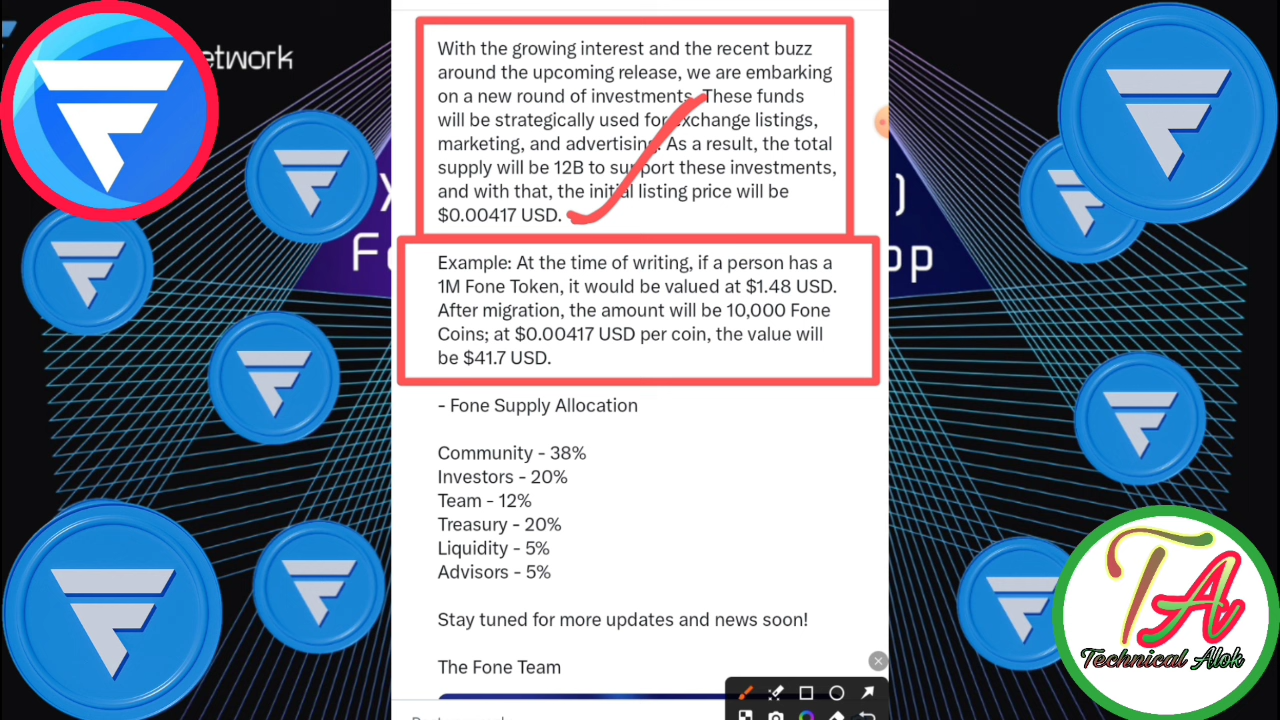 etwork
With the growing interest and the recent buzz
around the upcoming release, we are embarking
on a new round of investments. These funds
will be strategically used for exchange listings,
marketing, and advertising. As a result, the total
supply will be 12B to support these investments,
and with that, the initial listing price will be
$0.00417 USD.
Example: At the time of writing, if a person has a
1M Fone Token, it would be valued at $1.48 USD.
After migration, the amount will be 10,000 Fone
Coins; at $0.00417 USD per coin, the value will
be $41.7 USD.
- Fone Supply Allocation
Community - 38%
Investors - 20%
Team - 12%
Treasury - 20%
Liquidity - 5%
Advisors - 5%
Stay tuned for more updates and news soon!
The Fone Team
TA
Technical Alok